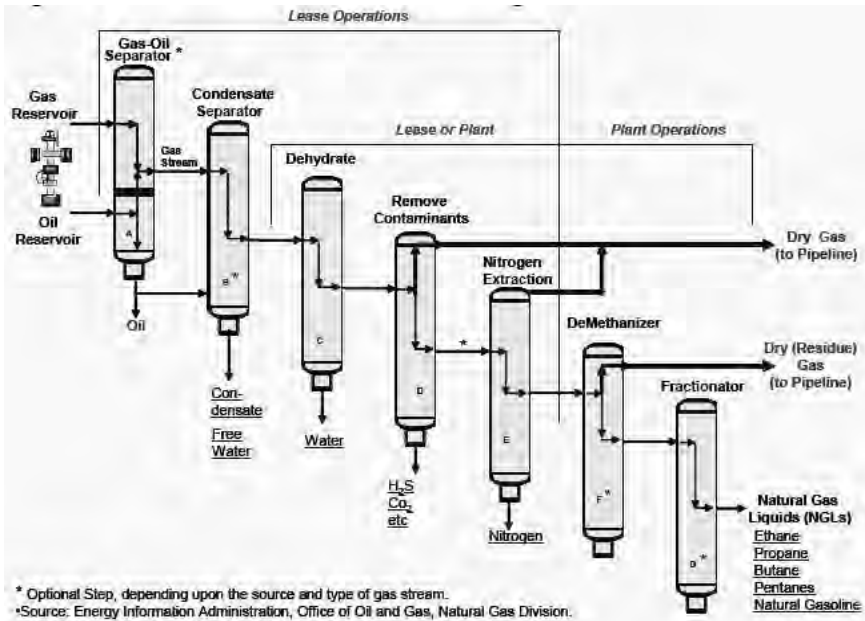 Lease Operations
Gas-Oil
Separator *
Gas
Reservoir
Condensate
Separator
Lease or Plant
Plant Operations
Gas
Stream
Dehydrate
Remove
Contaminants
Oil
Reservoir
A
Dry Gas
(to Pipeline)
Nitrogen
Extraction
B*
Oil
DeMethanizer
C
*
Dry (Residue)
Gas
(to Pipeline)
Fractionator
Con-
densate
Free
Water
Water
D
E
H2S
Co2
etc
F*
Nitrogen
Natural Gas
Liquids (NGLs)
Ethane
Propane
Butane
Pentanes
Natural Gasoline
* Optional Step, depending upon the source and type of gas stream.
•Source: Energy Information Administration, Office of Oil and Gas, Natural Gas Division.